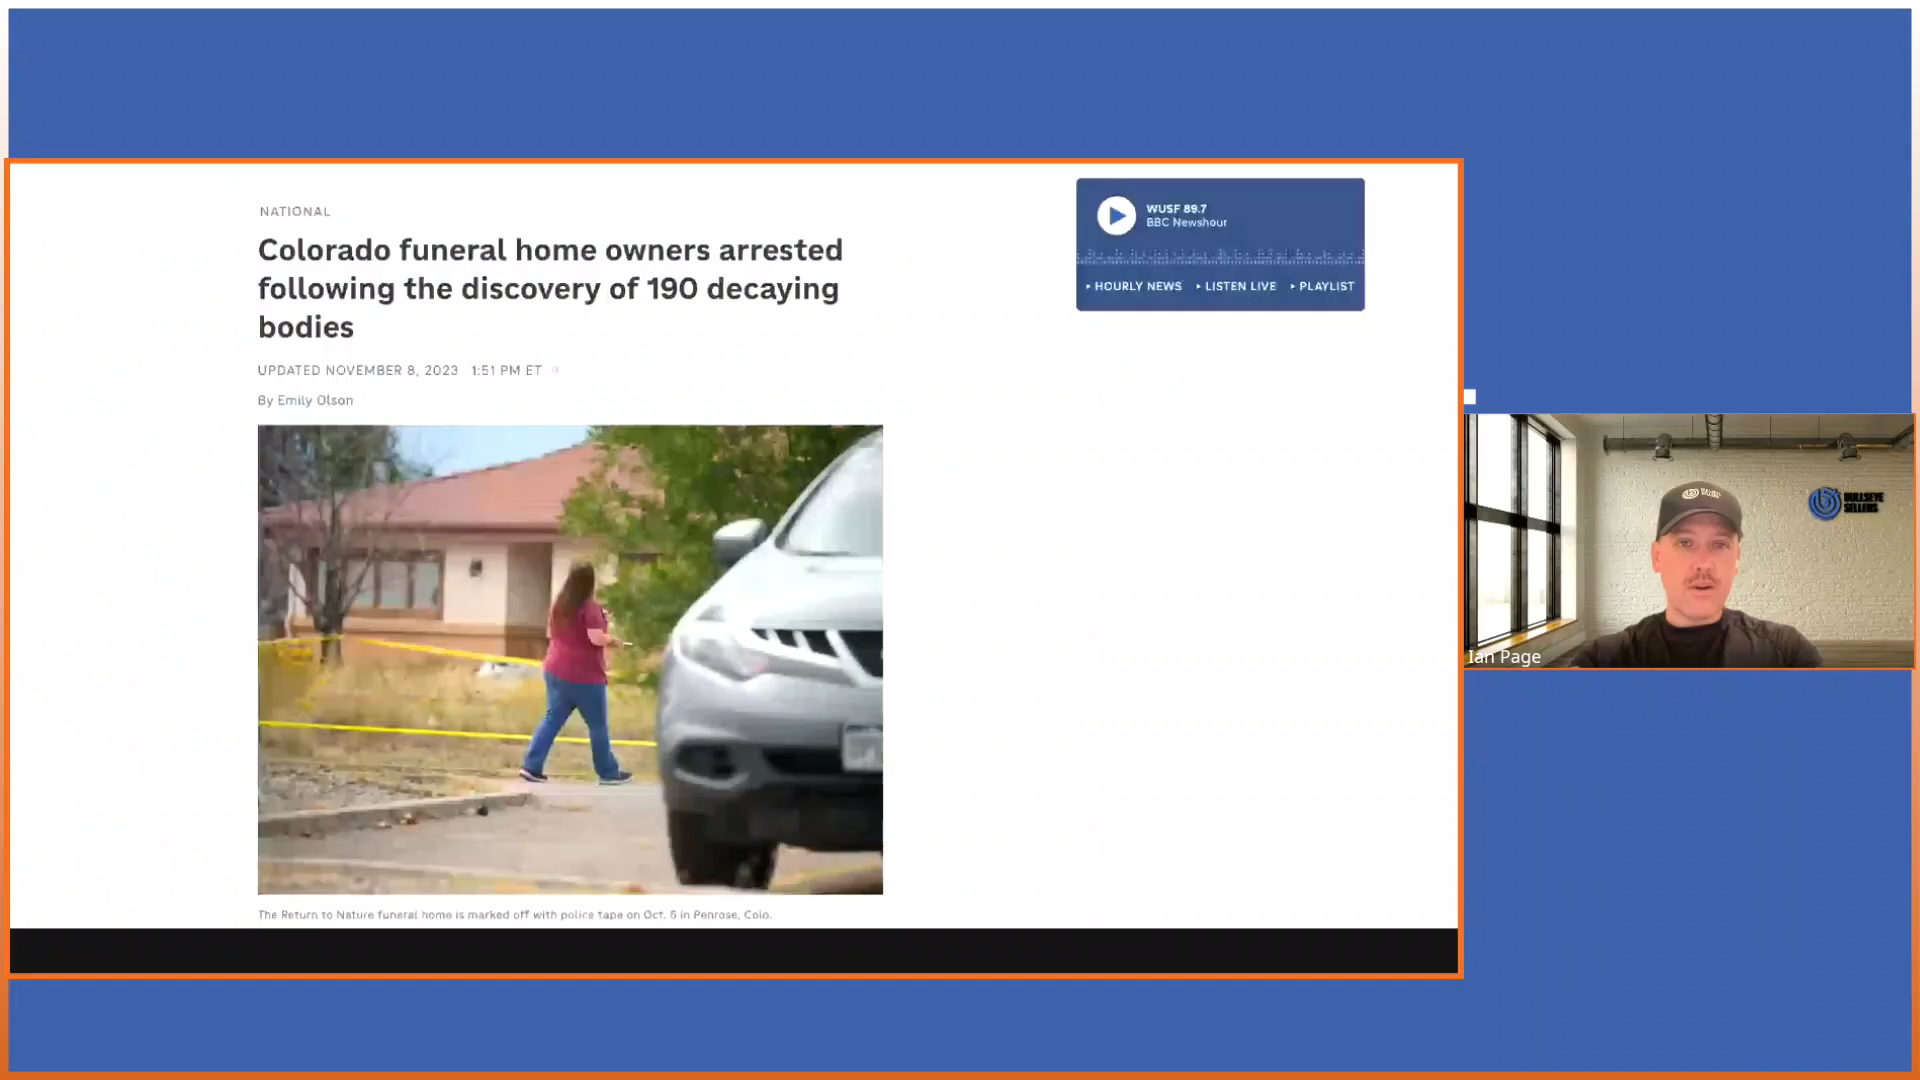 NATIONAL
Colorado funeral home owners arrested
following the discovery of 190 decaying
bodies
UPDATED NOVEMBER 8, 2023 1:51 PM ET
By Emily Olson
The Return to Nature funeral home is marked off with police tape on Oct. 6 in Penrose, Colo.
WUSF 89.7
BBC Newshour
HOURLY NEWS
LISTEN LIVE
PLAYLIST
BULLSEYE
SELLERS
Ian Page